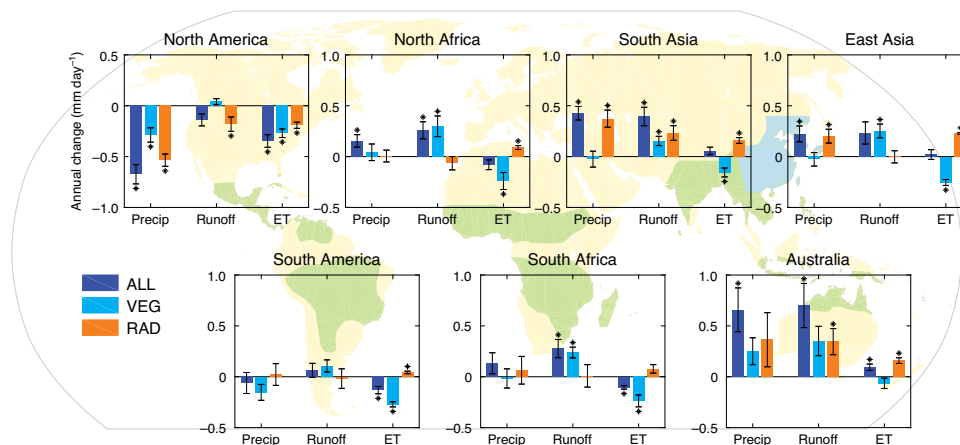 North America North Africa South Asia East Asia
Annual change (mm day⁻¹)
0.5 1.0 1.0 1.0
0 0.5 0.5 0.5
−0.5 0 0 0
−1.0 −0.5 −0.5 −0.5
Precip Runoff ET Precip Runoff ET Precip Runoff ET Precip Runoff ET
South America South Africa Australia
ALL
VEG
RAD
1.0 1.0 1.0
0.5 0.5 0.5
0 0 0
−0.5 −0.5 −0.5
Precip Runoff ET Precip Runoff ET Precip Runoff ET